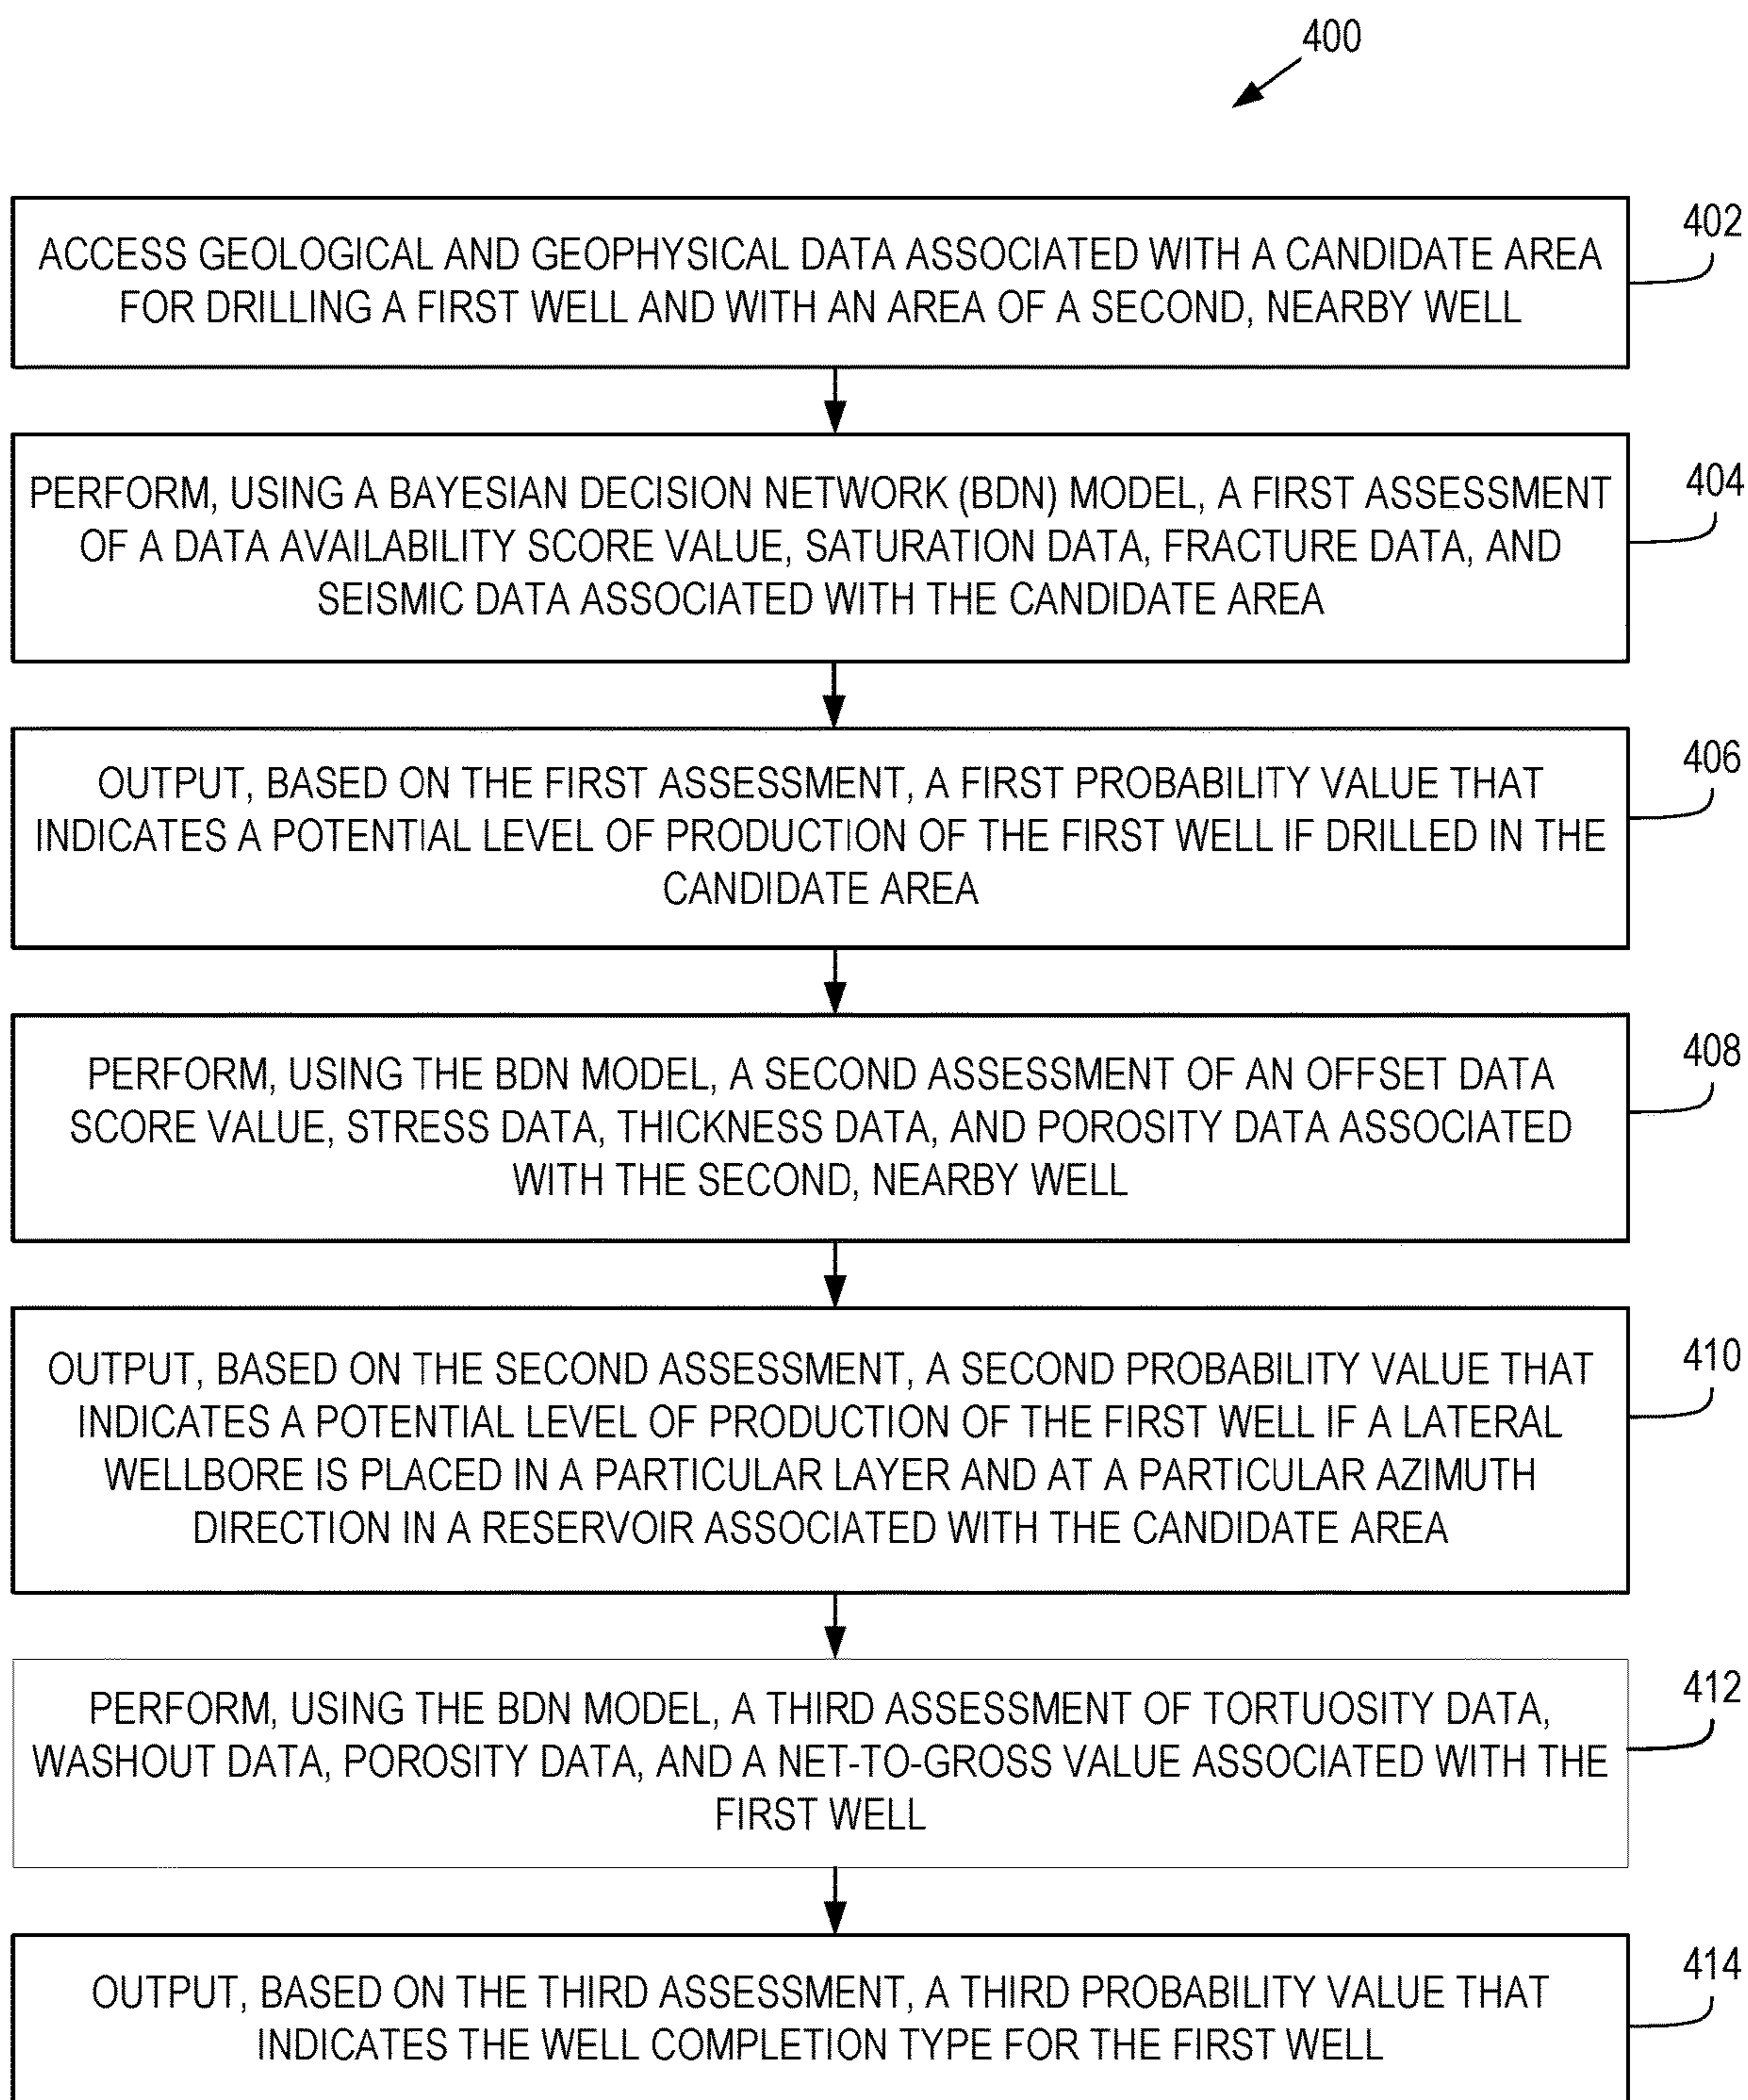 400
402
ACCESS GEOLOGICAL AND GEOPHYSICAL DATA ASSOCIATED WITH A CANDIDATE AREA
FOR DRILLING A FIRST WELL AND WITH AN AREA OF A SECOND, NEARBY WELL
404
PERFORM, USING A BAYESIAN DECISION NETWORK (BDN) MODEL, A FIRST ASSESSMENT
OF A DATA AVAILABILITY SCORE VALUE, SATURATION DATA, FRACTURE DATA, AND
SEISMIC DATA ASSOCIATED WITH THE CANDIDATE AREA
406
OUTPUT, BASED ON THE FIRST ASSESSMENT, A FIRST PROBABILITY VALUE THAT
INDICATES A POTENTIAL LEVEL OF PRODUCTION OF THE FIRST WELL IF DRILLED IN THE
CANDIDATE AREA
408
PERFORM, USING THE BDN MODEL, A SECOND ASSESSMENT OF AN OFFSET DATA
SCORE VALUE, STRESS DATA, THICKNESS DATA, AND POROSITY DATA ASSOCIATED
WITH THE SECOND, NEARBY WELL
410
OUTPUT, BASED ON THE SECOND ASSESSMENT, A SECOND PROBABILITY VALUE THAT
INDICATES A POTENTIAL LEVEL OF PRODUCTION OF THE FIRST WELL IF A LATERAL
WELLBORE IS PLACED IN A PARTICULAR LAYER AND AT A PARTICULAR AZIMUTH
DIRECTION IN A RESERVOIR ASSOCIATED WITH THE CANDIDATE AREA
412
PERFORM, USING THE BDN MODEL, A THIRD ASSESSMENT OF TORTUOSITY DATA,
WASHOUT DATA, POROSITY DATA, AND A NET-TO-GROSS VALUE ASSOCIATED WITH THE
FIRST WELL
414
OUTPUT, BASED ON THE THIRD ASSESSMENT, A THIRD PROBABILITY VALUE THAT
INDICATES THE WELL COMPLETION TYPE FOR THE FIRST WELL